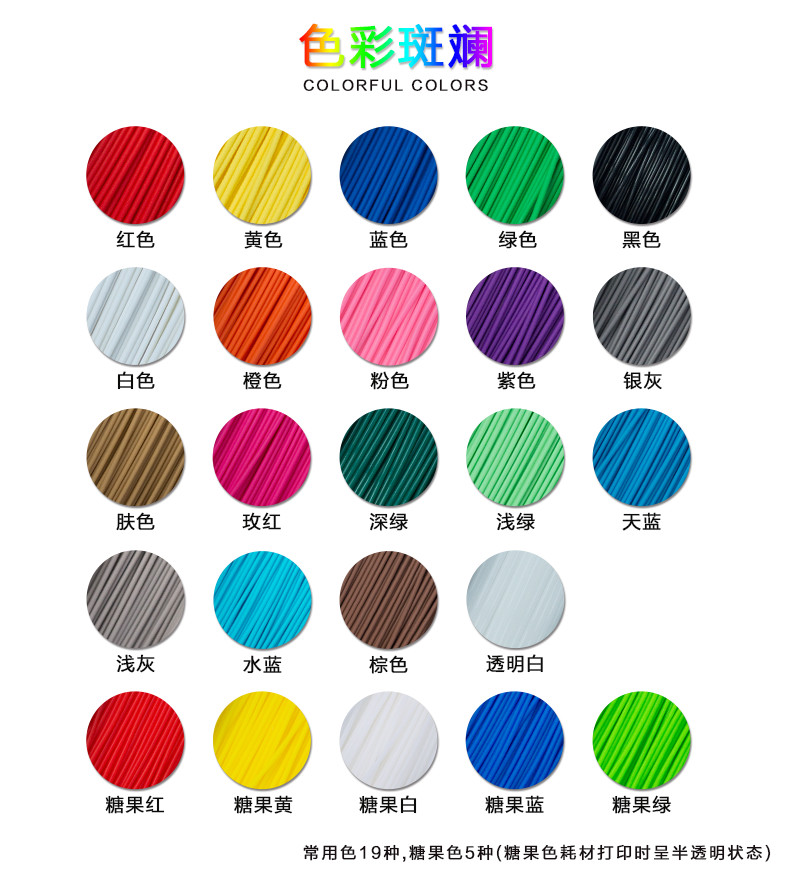 色彩斑斓
COLORFUL COLORS
红色 黄色 蓝色 绿色 黑色
白色 橙色 粉色 紫色 银灰
肤色 玫红 深绿 浅绿 天蓝
浅灰 水蓝 棕色 透明白
糖果红 糖果黄 糖果白 糖果蓝 糖果绿
常用色19种,糖果色5种(糖果色耗材打印时呈半透明状态)